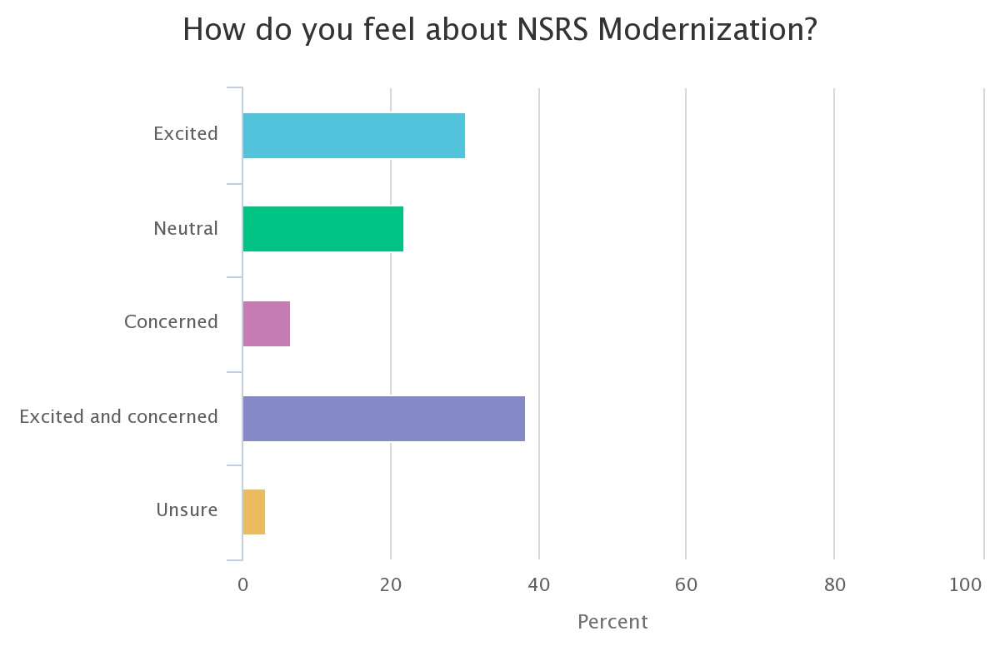 How do you feel about NSRS Modernization?
Excited
Neutral
Concerned
Excited and concerned
Unsure
0 20 40 60 80 100
Percent